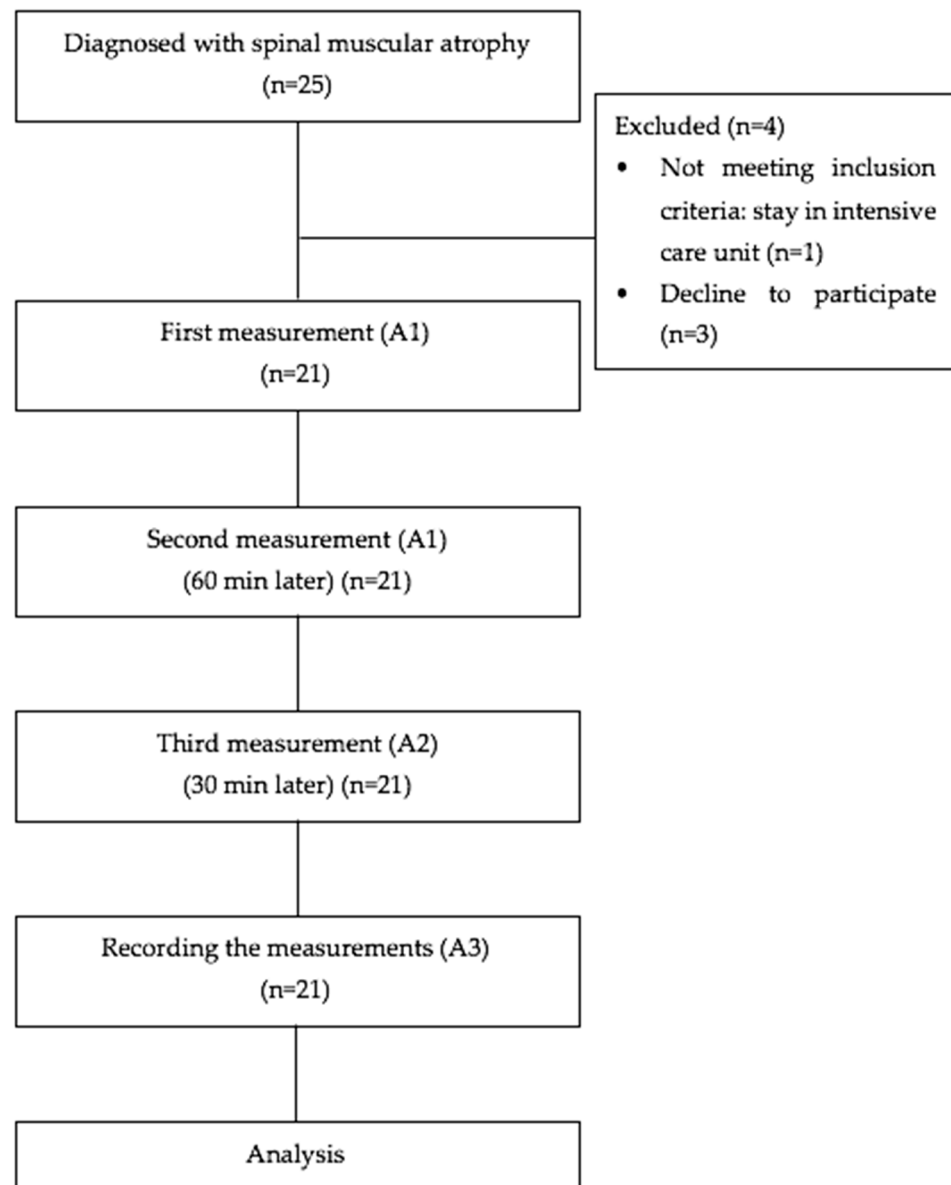 Diagnosed with spinal muscular atrophy
(n=25)
Excluded (n=4)
• Not meeting inclusion
criteria: stay in intensive
care unit (n=1)
• Decline to participate
(n=3)
First measurement (A1)
(n=21)
Second measurement (A1)
(60 min later) (n=21)
Third measurement (A2)
(30 min later) (n=21)
Recording the measurements (A3)
(n=21)
Analysis